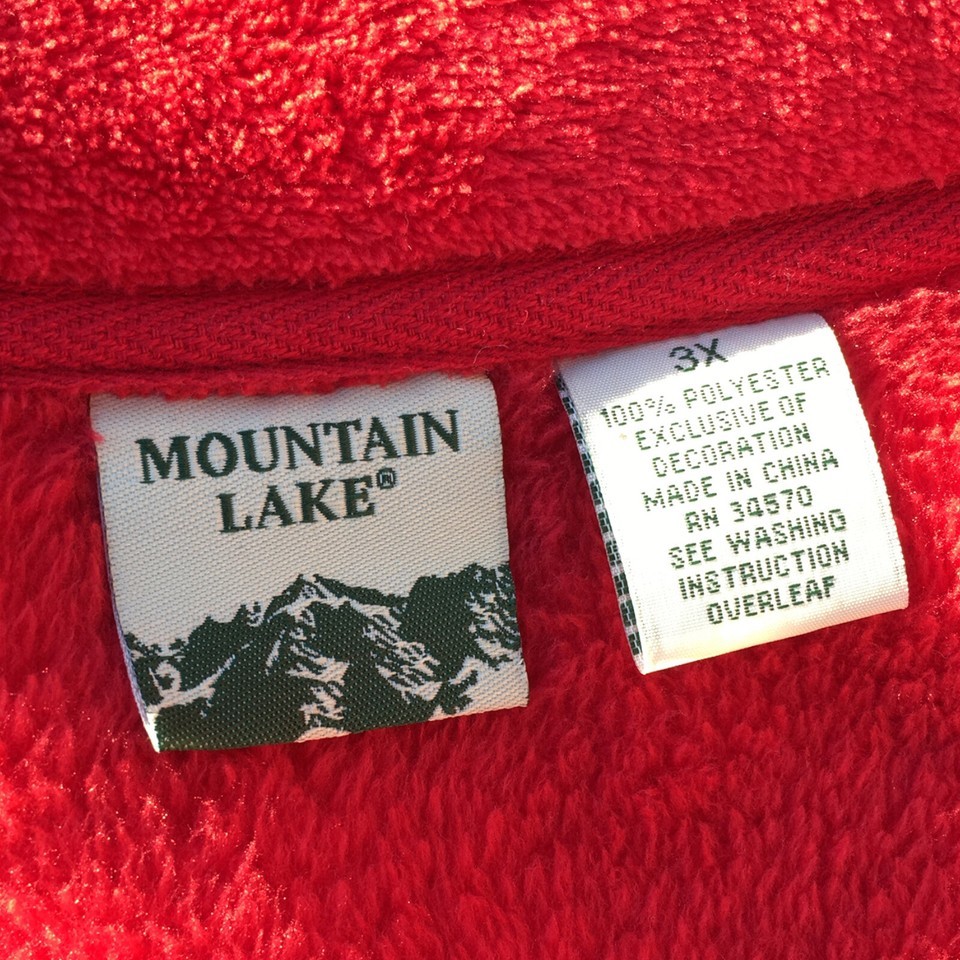 MOUNTAIN
LAKE®
3X
100% POLYESTER
EXCLUSIVE OF
DECORATION
MADE IN CHINA
RN 34570
SEE WASHING
INSTRUCTION
OVERLEAF